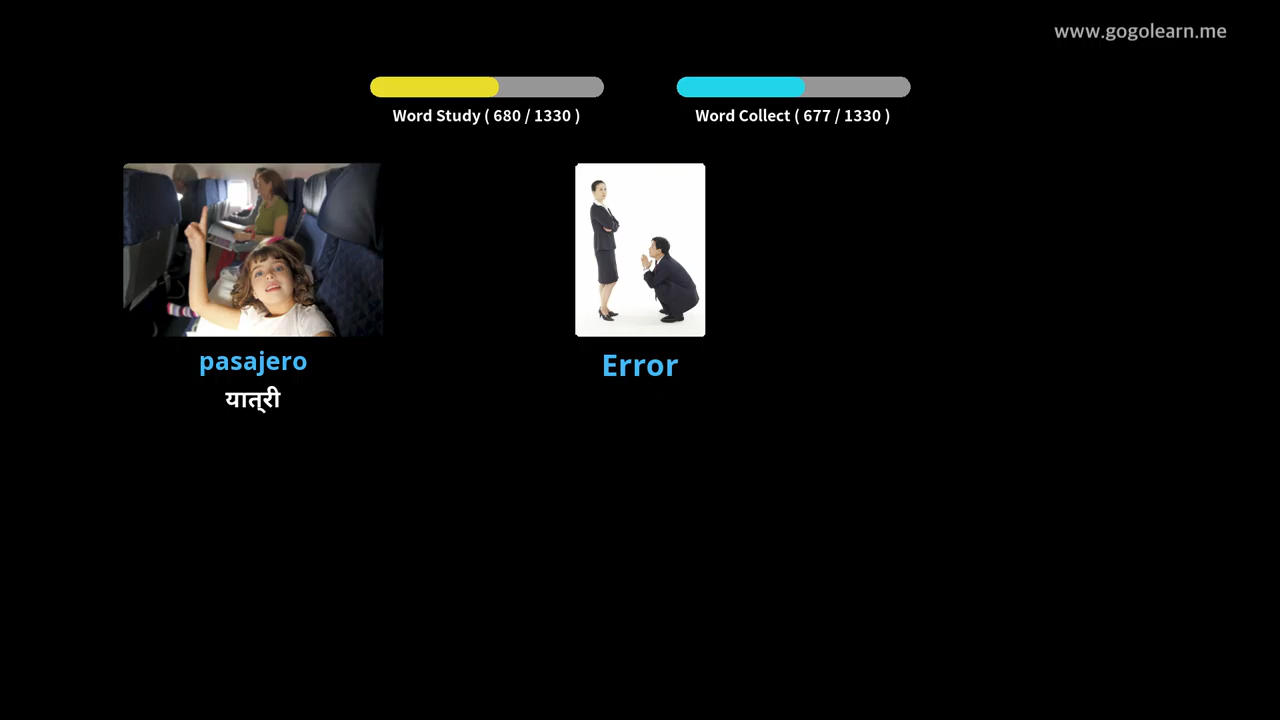 www.gogolearn.me
Word Study ( 680 / 1330 )
Word Collect ( 677 / 1330 )
pasajero
यात्री
Error